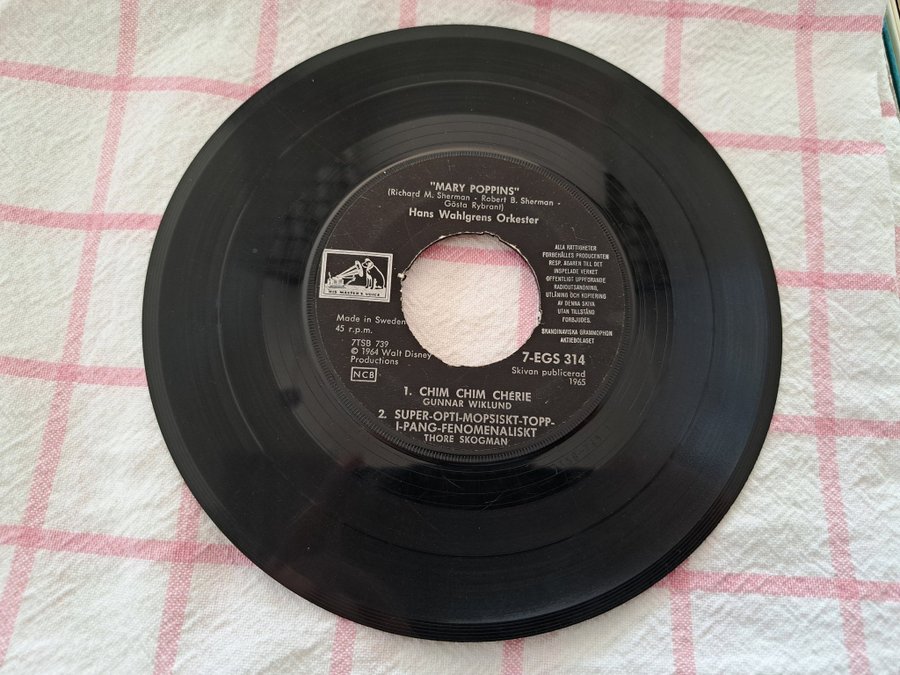 "MARY POPPINS"
(Richard M. Sherman - Robert B. Sherman -
Gösta Rybrant)
Hans Wahlgrens Orkester
HIS MASTER'S VOICE
ALLA RÄTTIGHETER
FÖRBEHÅLLES PRODUCENTEN
RESP. ÄGAREN TILL DET
INSPELADE VERKET
OFFENTLIGT UPPFÖRANDE
RADIOUTSÄNDNING,
UTLÅNING OCH KOPIERING
AV DENNA SKIVA
UTAN TILLSTÅND
FÖRBJUDES.
SKANDINAVISKA GRAMMOPHON
AKTIEBOLAGET
Made in Sweden
45 r.p.m.
7TSB 739
© 1964 Walt Disney
Productions
NCB
7-EGS 314
Skivan publicerad
1965
1. CHIM CHIM CHERIE
GUNNAR WIKLUND
2. SUPER-OPTI-MOPSISKT-TOPP-
I-PANG-FENOMENALISKT
THORE SKOGMAN